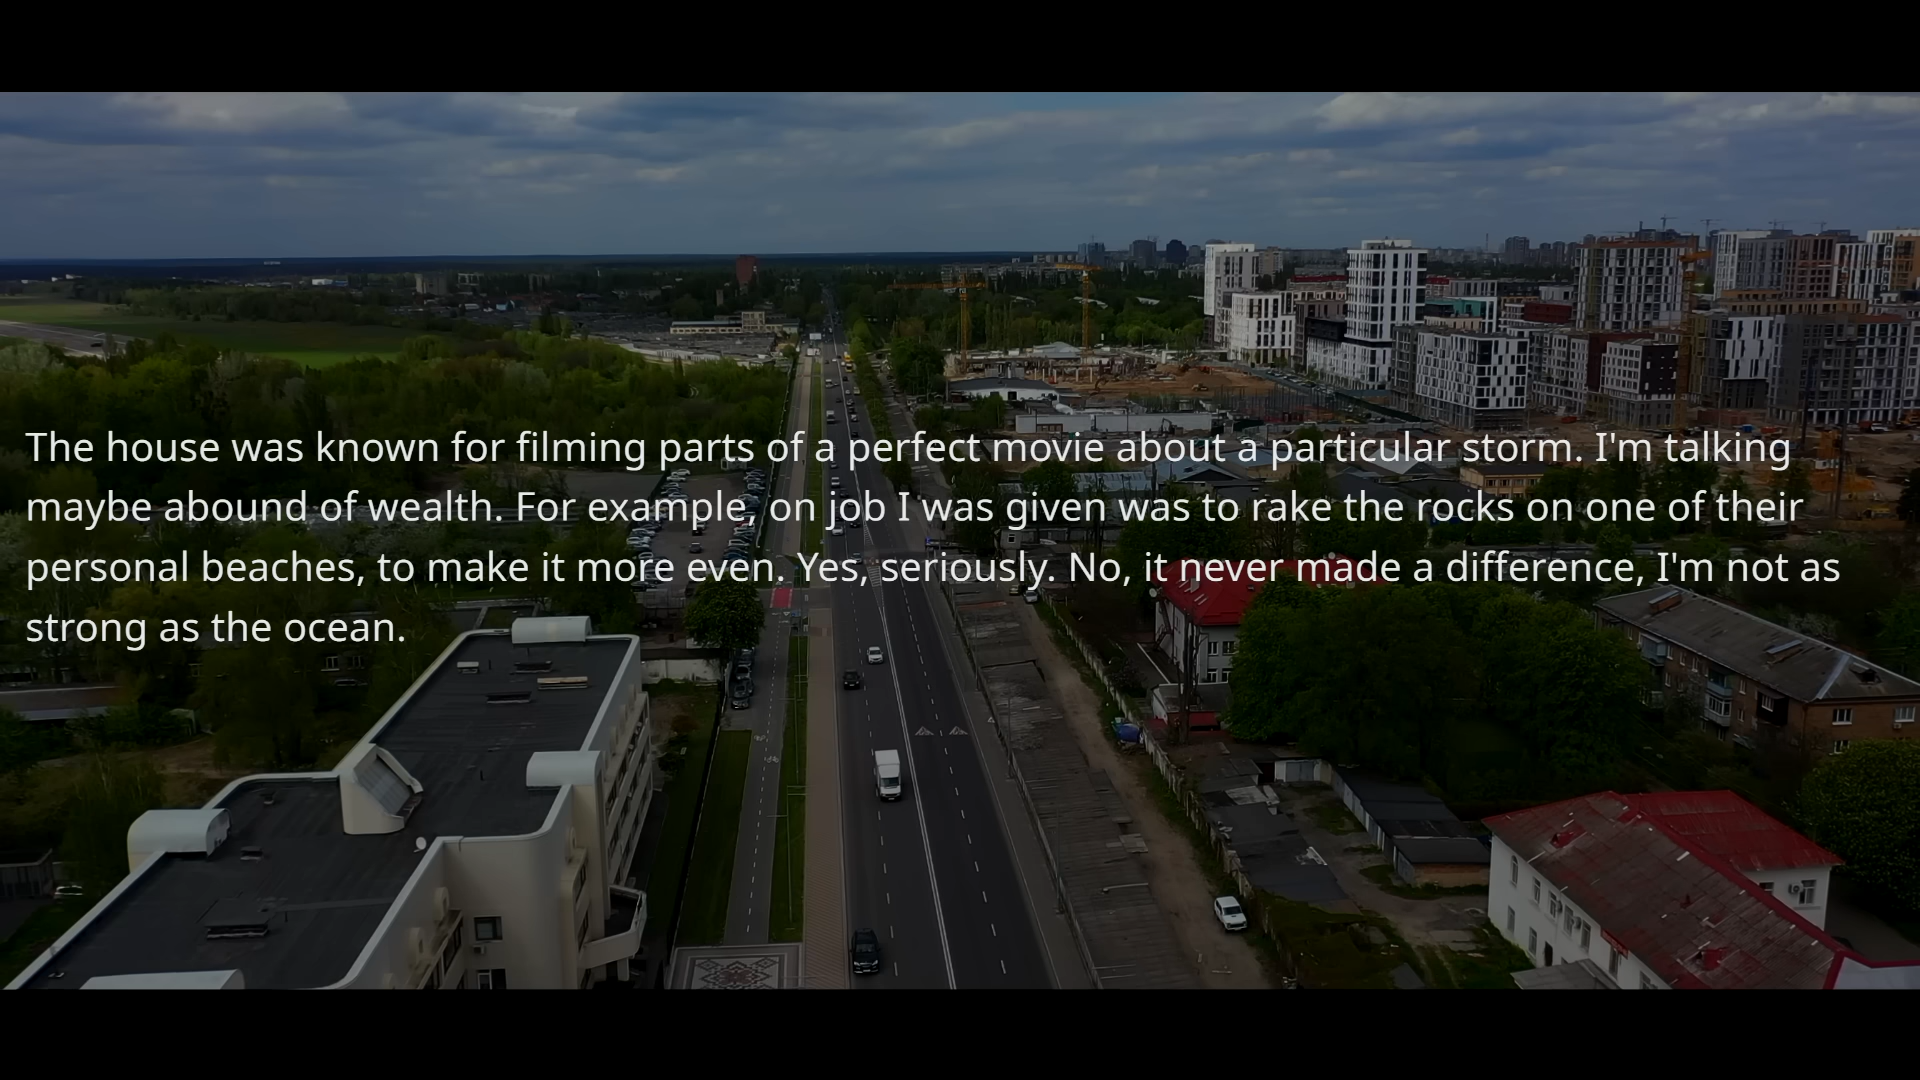 The house was known for filming parts of a perfect movie about a particular storm. I'm talking
maybe abound of wealth. For example, on job I was given was to rake the rocks on one of their
personal beaches, to make it more even. Yes, seriously. No, it never made a difference, I'm not as
strong as the ocean.